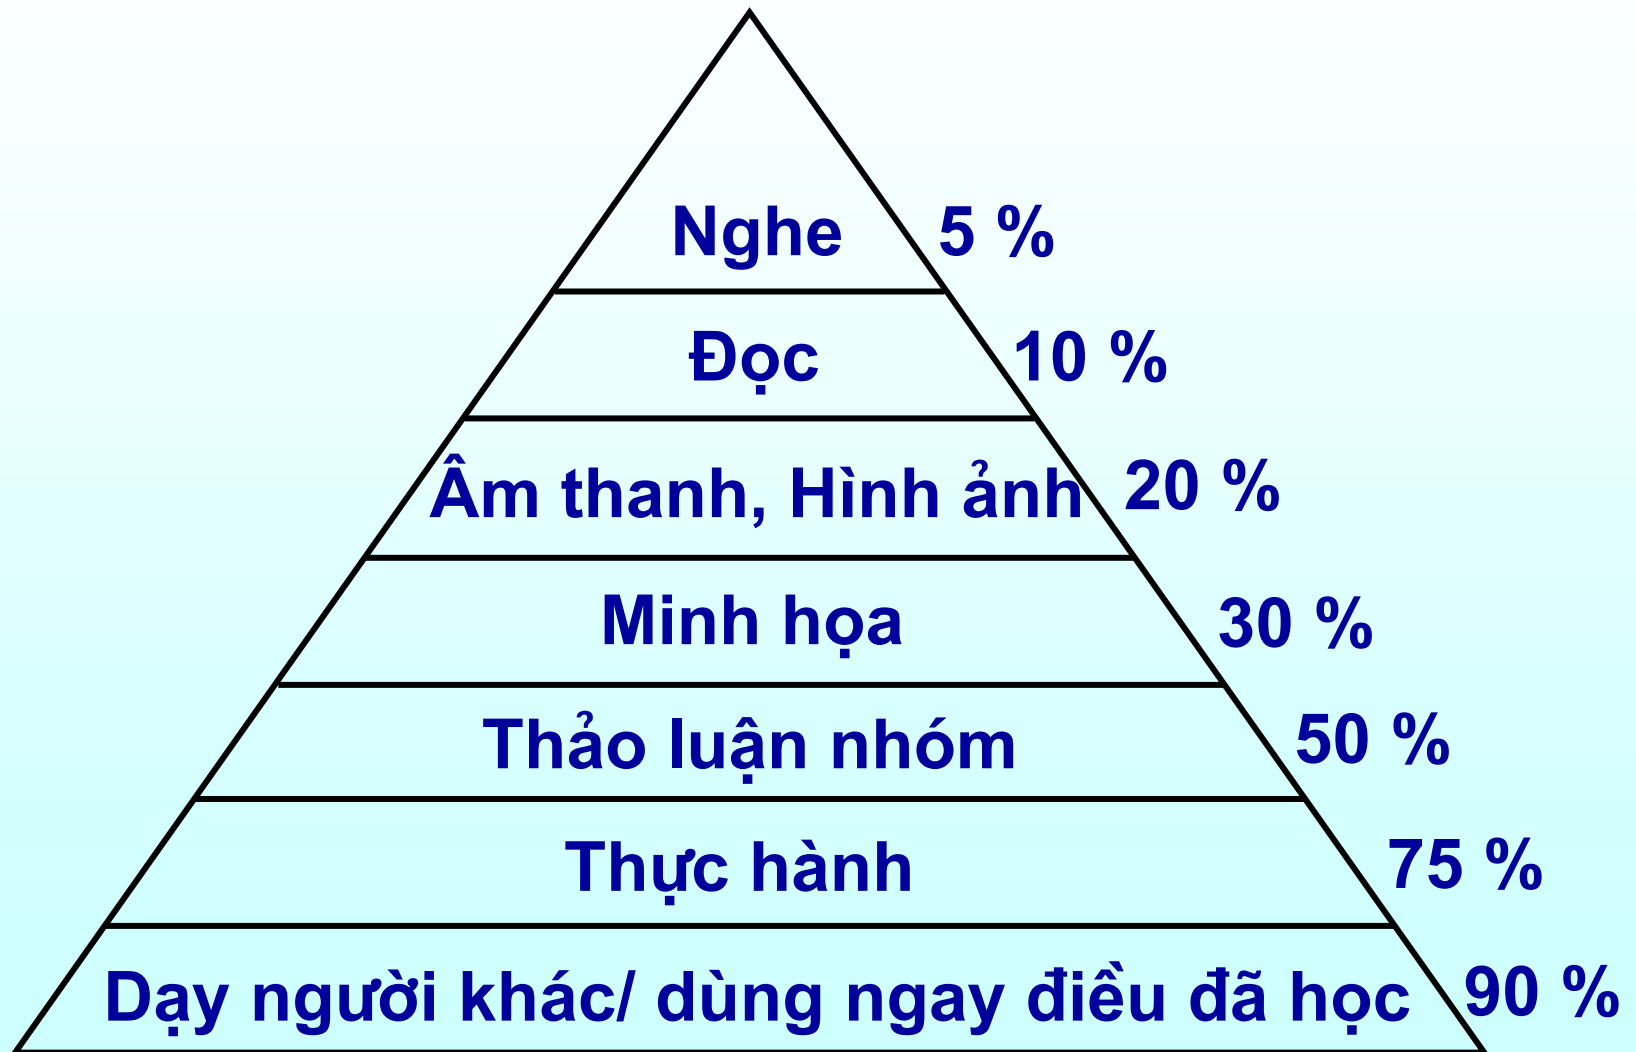 Nghe 5 %
Đọc 10 %
Âm thanh, Hình ảnh 20 %
Minh họa 30 %
Thảo luận nhóm 50 %
Thực hành 75 %
Dạy người khác/ dùng ngay điều đã học 90 %